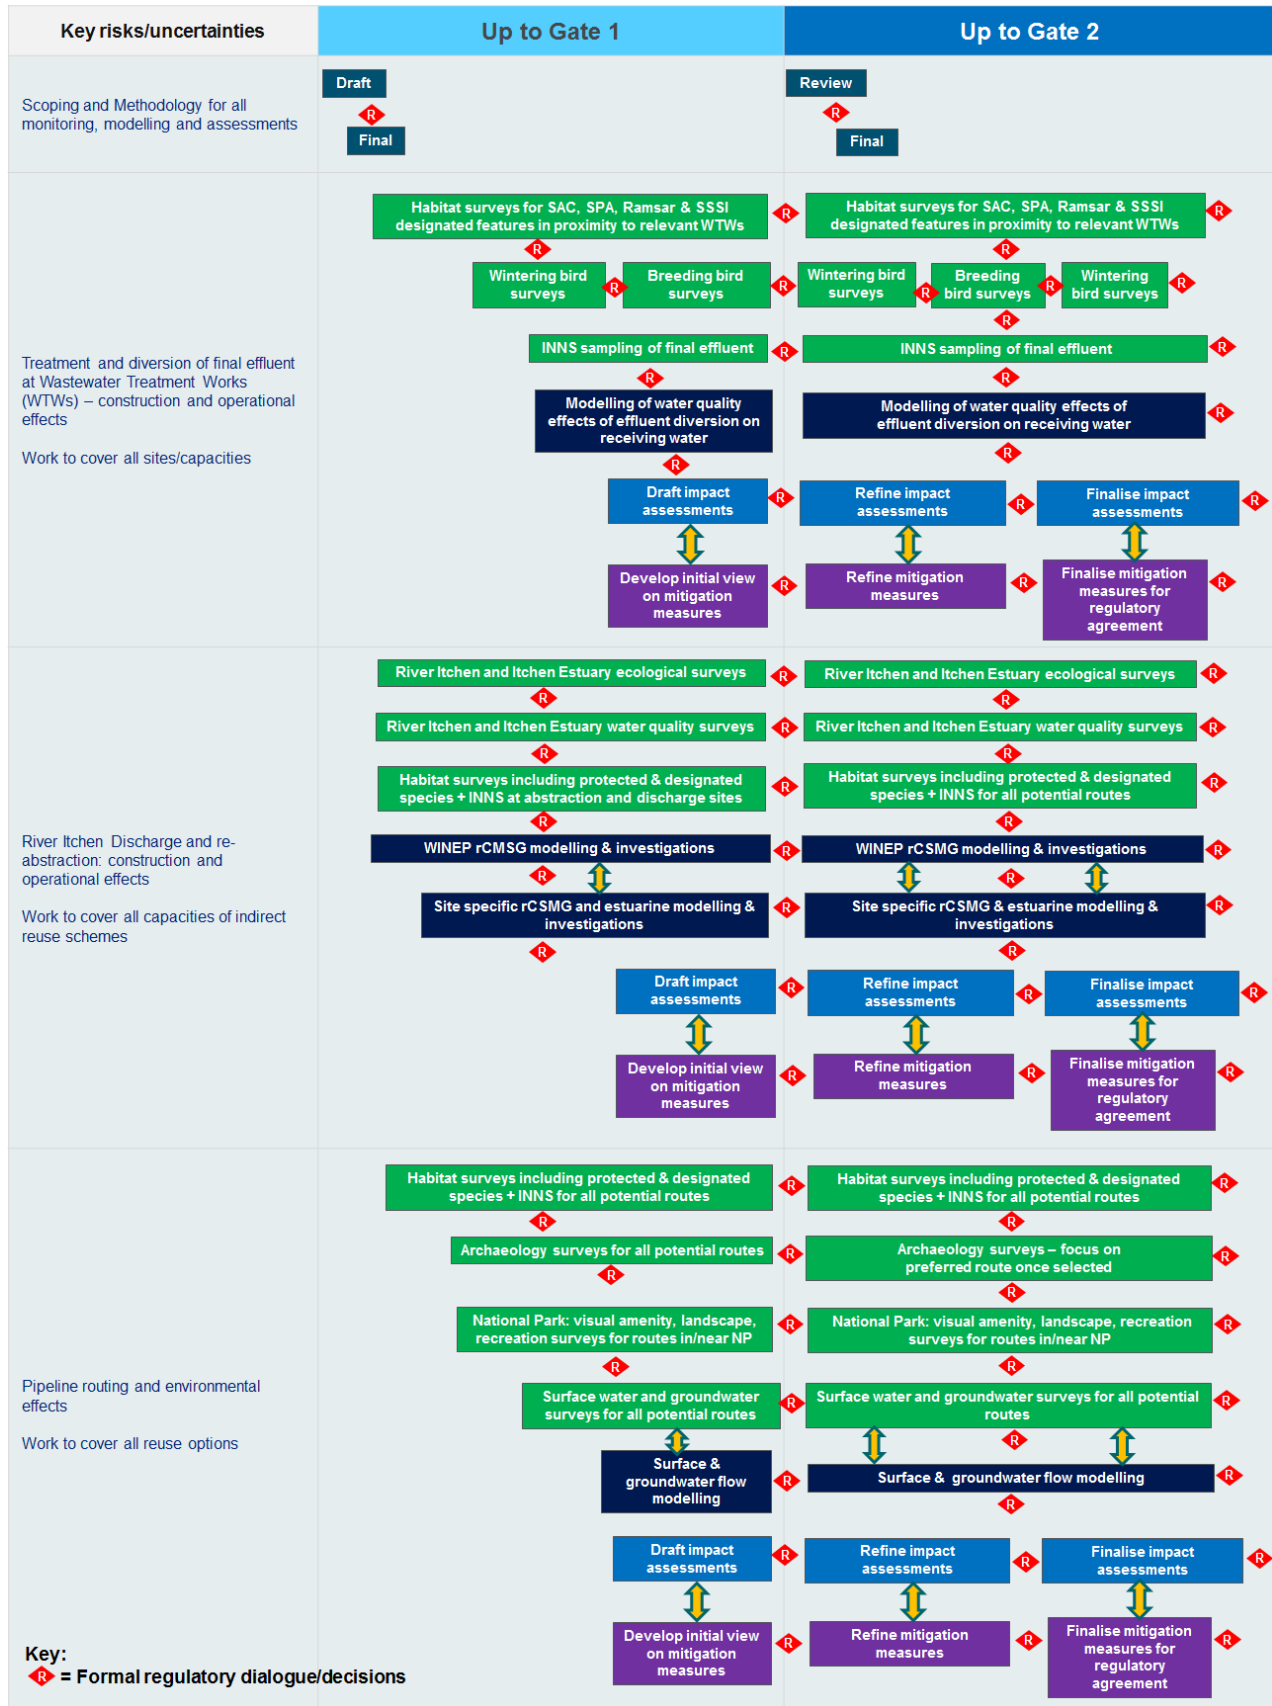 Key risks/uncertainties
Up to Gate 1
Up to Gate 2
Scoping and Methodology for all
monitoring, modelling and assessments
Draft
R
Final
Review
R
Final
Treatment and diversion of final effluent
at Wastewater Treatment Works
(WTWs) – construction and operational
effects
Work to cover all sites/capacities
Habitat surveys for SAC, SPA, Ramsar & SSSI
designated features in proximity to relevant WTWs
R
R
Wintering bird
surveys
R
Breeding bird
surveys
R
INNS sampling of final effluent
R
R
Modelling of water quality
effects of effluent diversion on
receiving water
R
Draft impact
assessments
R
Develop initial view
on mitigation
measures
R
Habitat surveys for SAC, SPA, Ramsar & SSSI
designated features in proximity to relevant WTWs
R
R
Wintering bird
surveys
R
Breeding
bird surveys
R
Wintering
bird surveys
R
R
INNS sampling of final effluent
R
R
Modelling of water quality effects of
effluent diversion on receiving water
R
R
Refine impact
assessments
R
Finalise impact
assessments
R
Refine mitigation
measures
R
Finalise mitigation
measures for
regulatory
agreement
R
River Itchen Discharge and re-
abstraction: construction and
operational effects
Work to cover all capacities of indirect
reuse schemes
River Itchen and Itchen Estuary ecological surveys
R
R
River Itchen and Itchen Estuary water quality surveys
R
R
Habitat surveys including protected & designated
species + INNS at abstraction and discharge sites
R
R
WINEP rCMSG modelling & investigations
R
R
Site specific rCSMG and estuarine modelling &
investigations
R
R
Draft impact
assessments
R
Develop initial view
on mitigation
measures
R
River Itchen and Itchen Estuary ecological surveys
R
R
River Itchen and Itchen Estuary water quality surveys
R
R
Habitat surveys including protected & designated
species + INNS for all potential routes
R
R
WINEP rCSMG modelling & investigations
R
R
Site specific rCSMG & estuarine modelling &
investigations
R
R
Refine impact
assessments
R
Finalise impact
assessments
R
Refine mitigation
measures
R
Finalise mitigation
measures for
regulatory
agreement
R
Pipeline routing and environmental
effects
Work to cover all reuse options
Habitat surveys including protected & designated
species + INNS for all potential routes
R
R
Archaeology surveys for all potential routes
R
R
National Park: visual amenity, landscape,
recreation surveys for routes in/near NP
R
R
Surface water and groundwater
surveys for all potential routes
R
Surface &
groundwater flow
modelling
R
Draft impact
assessments
R
Develop initial view
on mitigation
measures
R
Habitat surveys including protected & designated
species + INNS for all potential routes
R
R
Archaeology surveys – focus on
preferred route once selected
R
R
National Park: visual amenity, landscape, recreation
surveys for routes in/near NP
R
R
Surface water and groundwater surveys for all potential
routes
R
R
Surface & groundwater flow modelling
R
R
Refine impact
assessments
R
Finalise impact
assessments
R
Refine mitigation
measures
R
Finalise mitigation
measures for
regulatory
agreement
R
Key:
R = Formal regulatory dialogue/decisions